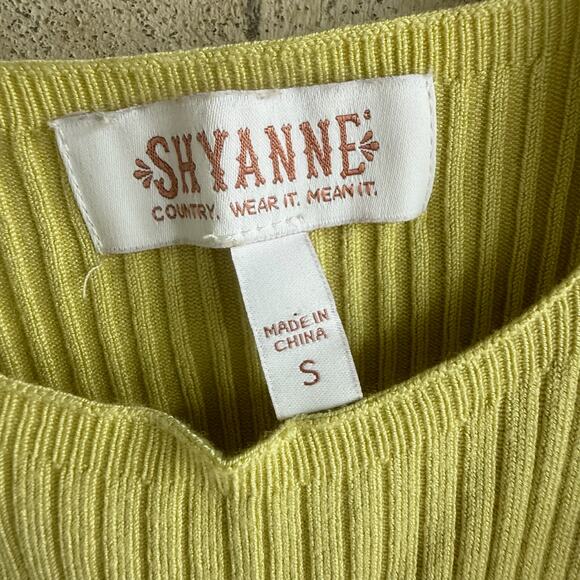 SHYANNE®
COUNTRY. WEAR IT. MEAN IT.
MADE IN
CHINA
S